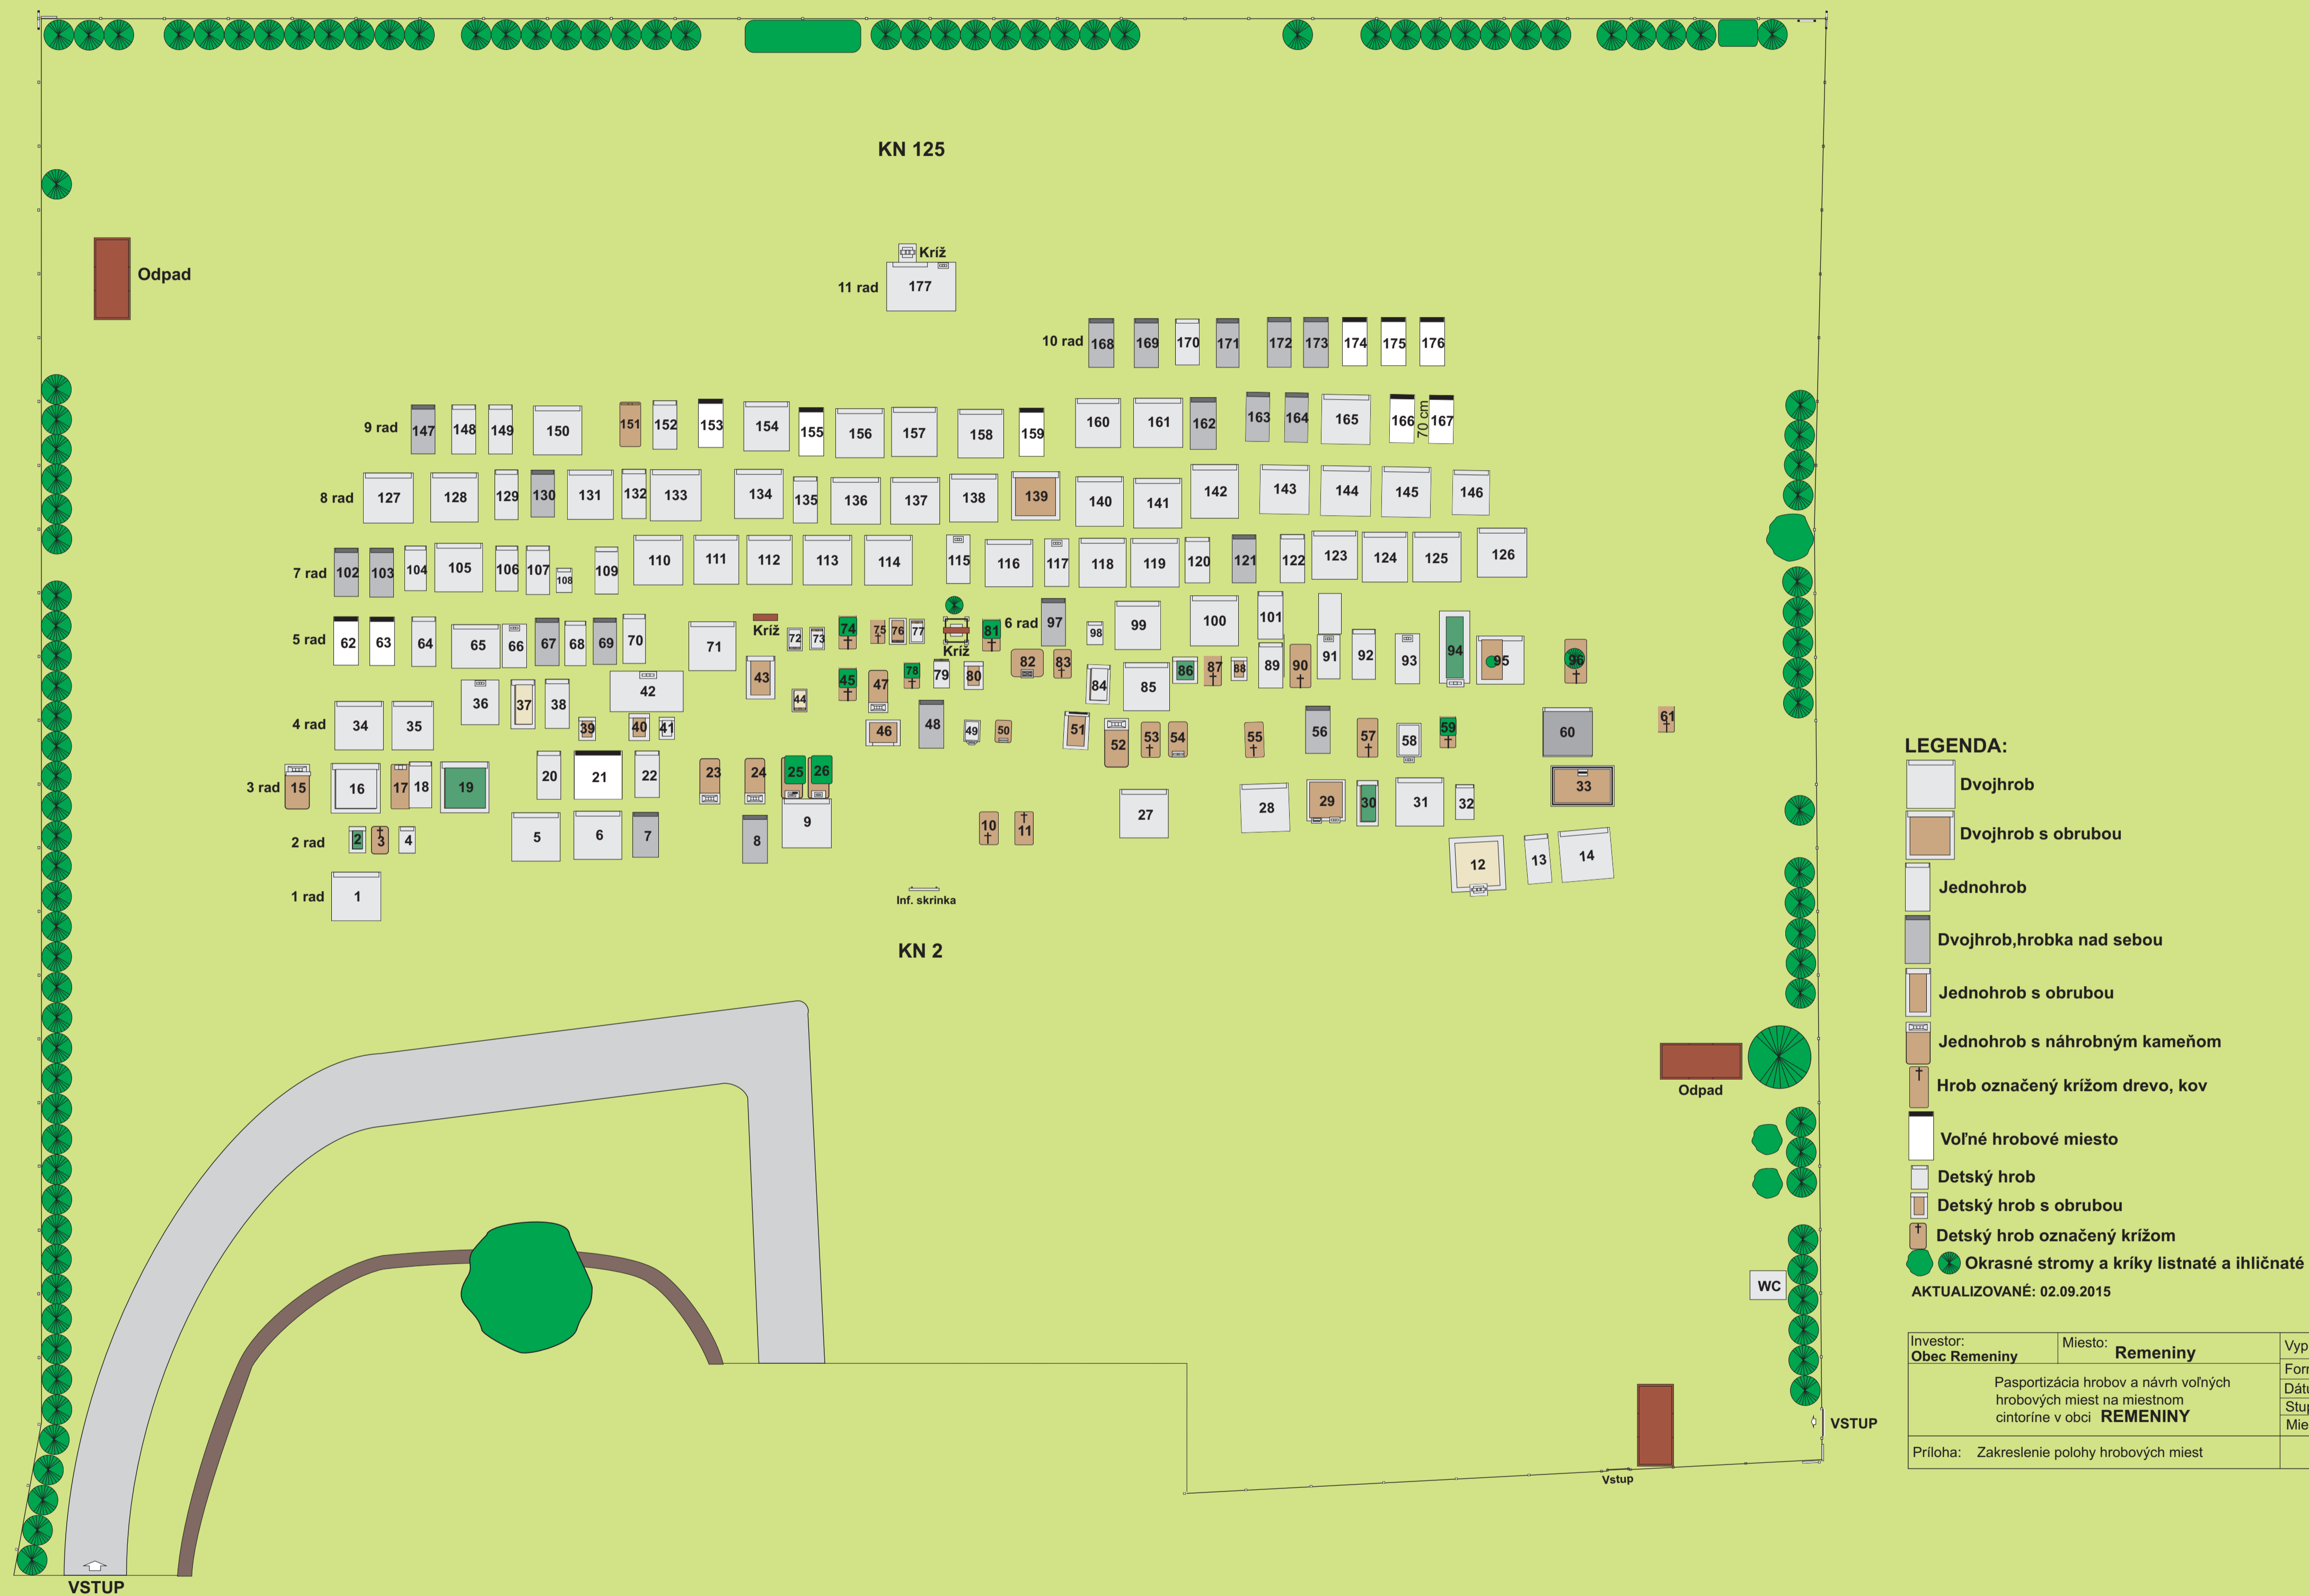 KN 125
Odpad
Kríž
11 rad 177
10 rad 168 169 170 171 172 173 174 175 176
9 rad 147 148 149 150 151 152 153 154 155 156 157 158 159 160 161 162 163 164 165 166 70 cm 167
8 rad 127 128 129 130 131 132 133 134 135 136 137 138 139 140 141 142 143 144 145 146
7 rad 102 103 104 105 106 107 108 109 110 111 112 113 114 115 116 117 118 119 120 121 122 123 124 125 126
6 rad 97 98 99 100 101
5 rad 62 63 64 65 66 67 68 69 70 71 Kríž 72 73 74 75 76 77 Kríž 81
78 79 80 82 83 84 85 86 87 88 89 90 91 92 93 94 95 96
4 rad 34 35 36 37 38 39 40 41 42 43 44 45 46 47 48 49 50 51 52 53 54 55 56 57 58 59 60 61
3 rad 15 16 17 18 19 20 21 22 23 24 25 26 27 28 29 30 31 32 33
2 rad 2 3 4 5 6 7 8 9 10 11 12 13 14
1 rad 1
Inf. skrinka
KN 2
Odpad
WC
VSTUP
Vstup
VSTUP
LEGENDA:
Dvojhrob
Dvojhrob s obrubou
Jednohrob
Dvojhrob,hrobka nad sebou
Jednohrob s obrubou
Jednohrob s náhrobným kameňom
Hrob označený krížom drevo, kov
Voľné hrobové miesto
Detský hrob
Detský hrob s obrubou
Detský hrob označený krížom
Okrasné stromy a kríky listnaté a ihličnaté
AKTUALIZOVANÉ: 02.09.2015
Investor:
Obec Remeniny
Miesto: Remeniny
Pasportizácia hrobov a návrh voľných
hrobových miest na miestnom
cintoríne v obci REMENINY
Príloha: Zakreslenie polohy hrobových miest